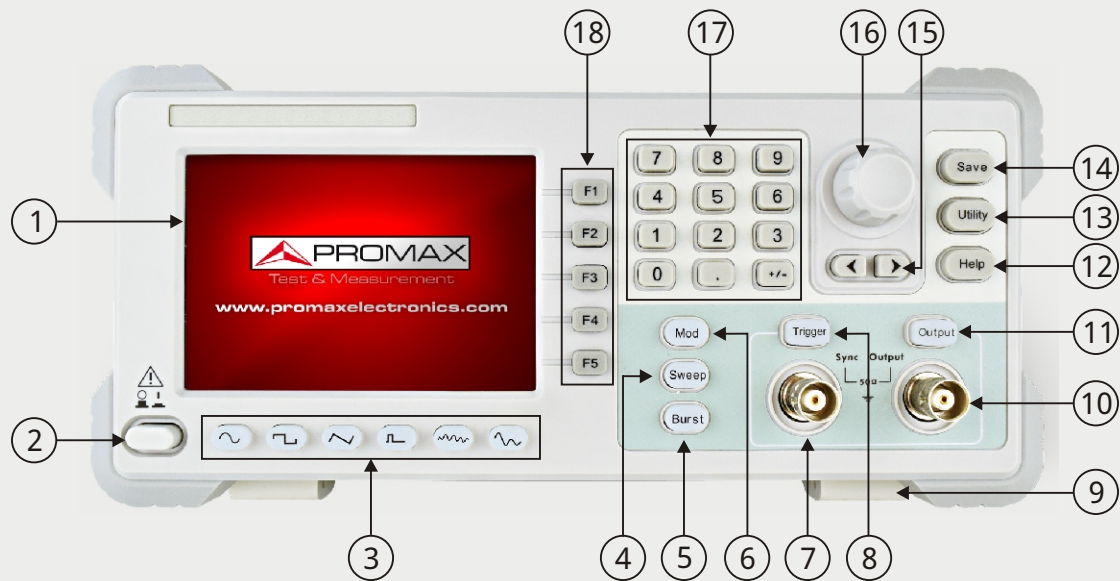 18
17
16
15
7
8
9
Save
14
F1
4
5
6
1
F2
Utility
13
PROMAX
1
2
3
Test & Measurement
F3
0
.
+/-
Help
12
www.promaxelectronics.com
F4
Mod
Trigger
Output
11
F5
Sync Output
50Ω
Sweep
10
2
Burst
9
3
4
5
6
7
8